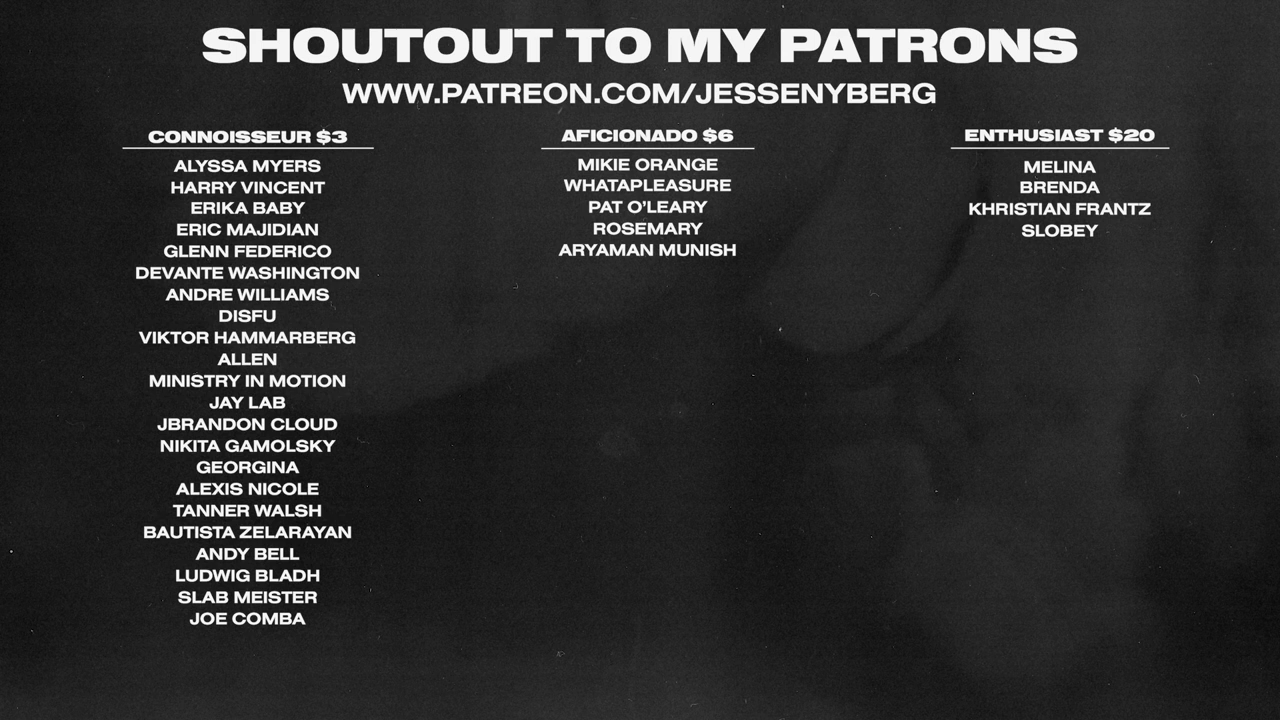 SHOUTOUT TO MY PATRONS
WWW.PATREON.COM/JESSENYBERG
CONNOISSEUR $3
ALYSSA MYERS
HARRY VINCENT
ERIKA BABY
ERIC MAJIDIAN
GLENN FEDERICO
DEVANTE WASHINGTON
ANDRE WILLIAMS
DISFU
VIKTOR HAMMARBERG
ALLEN
MINISTRY IN MOTION
JAY LAB
JBRANDON CLOUD
NIKITA GAMOLSKY
GEORGINA
ALEXIS NICOLE
TANNER WALSH
BAUTISTA ZELARAYAN
ANDY BELL
LUDWIG BLADH
SLAB MEISTER
JOE COMBA
AFICIONADO $6
MIKIE ORANGE
WHATAPLEASURE
PAT O'LEARY
ROSEMARY
ARYAMAN MUNISH
ENTHUSIAST $20
MELINA
BRENDA
KHRISTIAN FRANTZ
SLOBEY